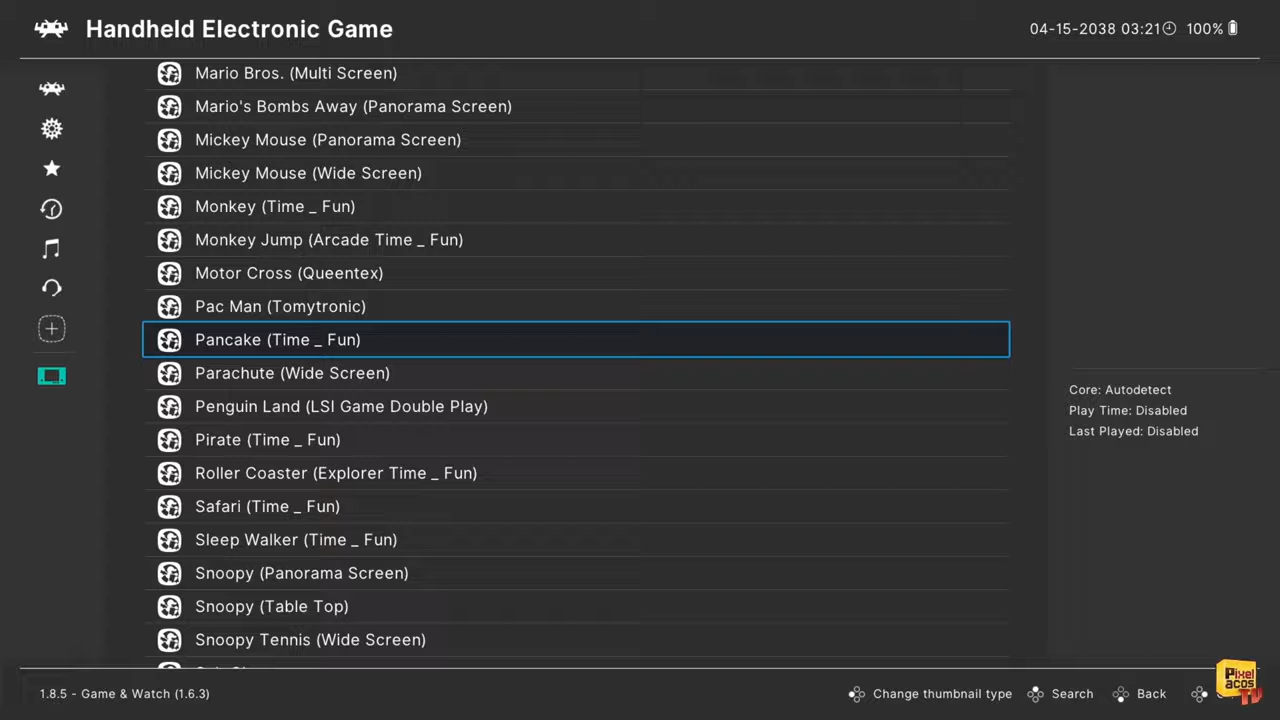 Handheld Electronic Game
04-15-2038 03:21 100%
Mario Bros. (Multi Screen)
Mario's Bombs Away (Panorama Screen)
Mickey Mouse (Panorama Screen)
Mickey Mouse (Wide Screen)
Monkey (Time _ Fun)
Monkey Jump (Arcade Time _ Fun)
Motor Cross (Queentex)
Pac Man (Tomytronic)
Pancake (Time _ Fun)
Parachute (Wide Screen)
Penguin Land (LSI Game Double Play)
Pirate (Time _ Fun)
Roller Coaster (Explorer Time _ Fun)
Safari (Time _ Fun)
Sleep Walker (Time _ Fun)
Snoopy (Panorama Screen)
Snoopy (Table Top)
Snoopy Tennis (Wide Screen)
Core: Autodetect
Play Time: Disabled
Last Played: Disabled
1.8.5 - Game & Watch (1.6.3)
Change thumbnail type
Search
Back
Pixel
acos
TV